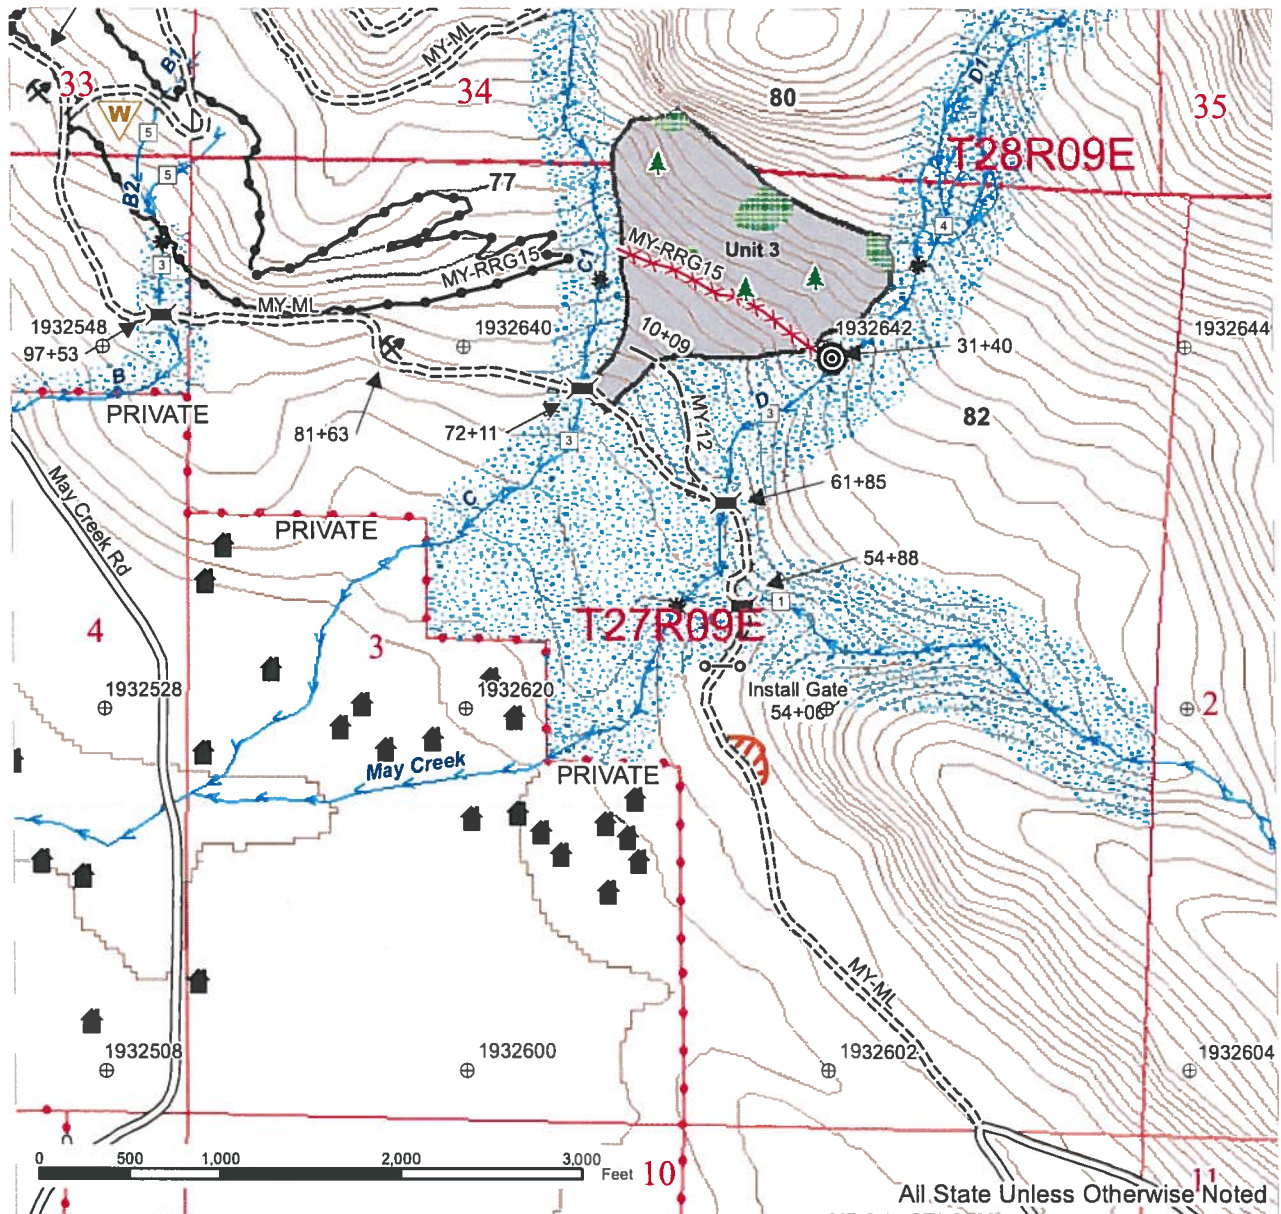 MY-ML
B1
D1
33
34
80
35
W
5
T28R09E
5
77
B2
4
MY-RRG15
Unit 3
3
MY-RRG15
C1
MY-ML
1932548
1932640
10+09
1932642
1932644
97+53
31+40
B
PRIVATE
D
3
82
81+63
72+11
MY-12
3
May Creek Rd
61+85
C
PRIVATE
54+88
1
4
3
T27R09E
1932528
1932620
Install Gate
54+06
2
May Creek
PRIVATE
MY-ML
1932508
1932600
1932602
1932604
0 500 1,000 2,000 3,000
Feet
10
11
All State Unless Otherwise Noted